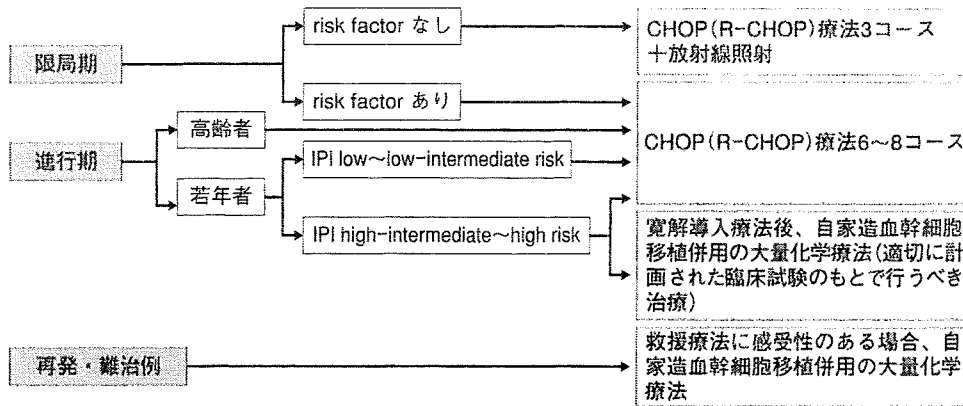 risk factor なし
CHOP(R-CHOP)療法3コース
＋放射線照射
限局期
risk factor あり
高齢者
CHOP(R-CHOP)療法6〜8コース
進行期
IPI low〜low-intermediate risk
若年者
IPI high-intermediate〜high risk
寛解導入療法後、自家造血幹細胞
移植併用の大量化学療法(適切に計
画された臨床試験のもとで行うべき
治療)
再発・難治例
救援療法に感受性のある場合、自
家造血幹細胞移植併用の大量化学
療法